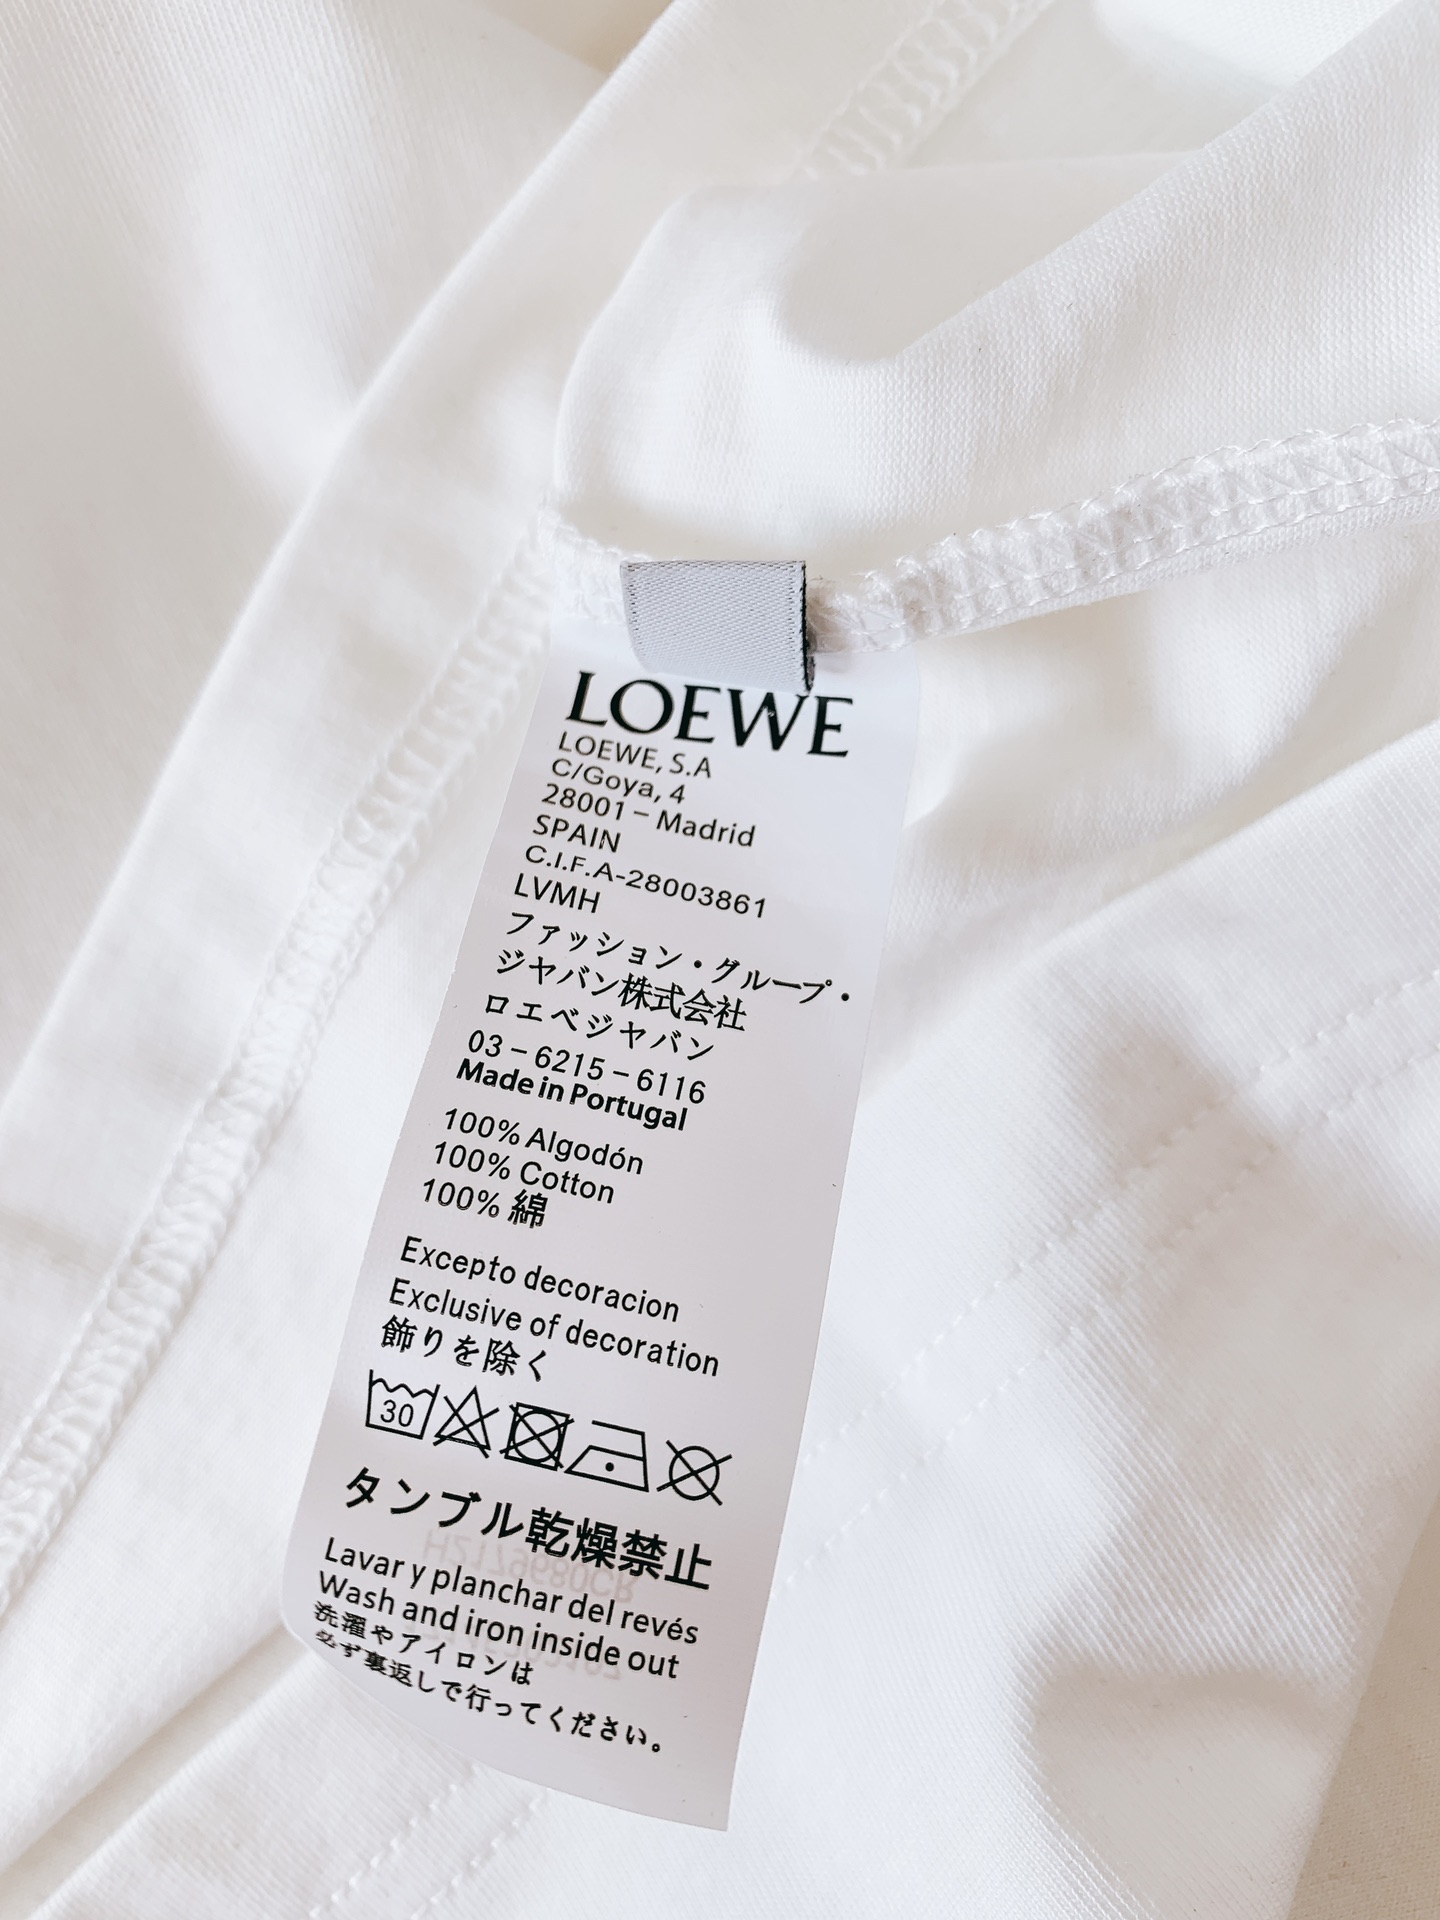 LOEWE
LOEWE, S.A
C/Goya, 4
28001 – Madrid
SPAIN
C.I.F.A-28003861
LVMH
ファッション・グループ・
ジヤバン株式会社
ロエベジヤバン
03 – 6215 – 6116
Made in Portugal
100% Algodón
100% Cotton
100% 綿
Excepto decoracion
Exclusive of decoration
飾りを除く
30
タンブル乾燥禁止
Lavar y planchar del revés
Wash and iron inside out
洗濯やアイロンは
必ず裏返しで行ってください。